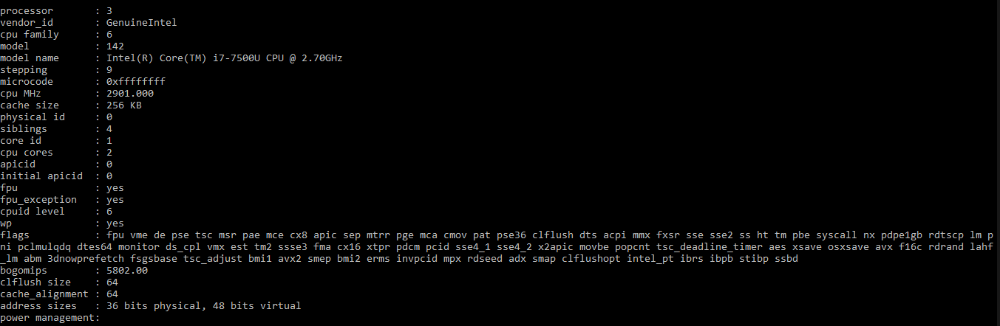 processor : 3
vendor_id : GenuineIntel
cpu family : 6
model : 142
model name : Intel(R) Core(TM) i7-7500U CPU @ 2.70GHz
stepping : 9
microcode : 0xffffffff
cpu MHz : 2901.000
cache size : 256 KB
physical id : 0
siblings : 4
core id : 1
cpu cores : 2
apicid : 0
initial apicid : 0
fpu : yes
fpu_exception : yes
cpuid level : 6
wp : yes
flags : fpu vme de pse tsc msr pae mce cx8 apic sep mtrr pge mca cmov pat pse36 clflush dts acpi mmx fxsr sse sse2 ss ht tm pbe syscall nx pdpe1gb rdtscp lm p
ni pclmulqdq dtes64 monitor ds_cpl vmx est tm2 ssse3 fma cx16 xtpr pdcm pcid sse4_1 sse4_2 x2apic movbe popcnt tsc_deadline_timer aes xsave osxsave avx f16c rdrand lahf
_lm abm 3dnowprefetch fsgsbase tsc_adjust bmi1 avx2 smep bmi2 erms invpcid mpx rdseed adx smap clflushopt intel_pt ibrs ibpb stibp ssbd
bogomips : 5802.00
clflush size : 64
cache_alignment : 64
address sizes : 36 bits physical, 48 bits virtual
power management: